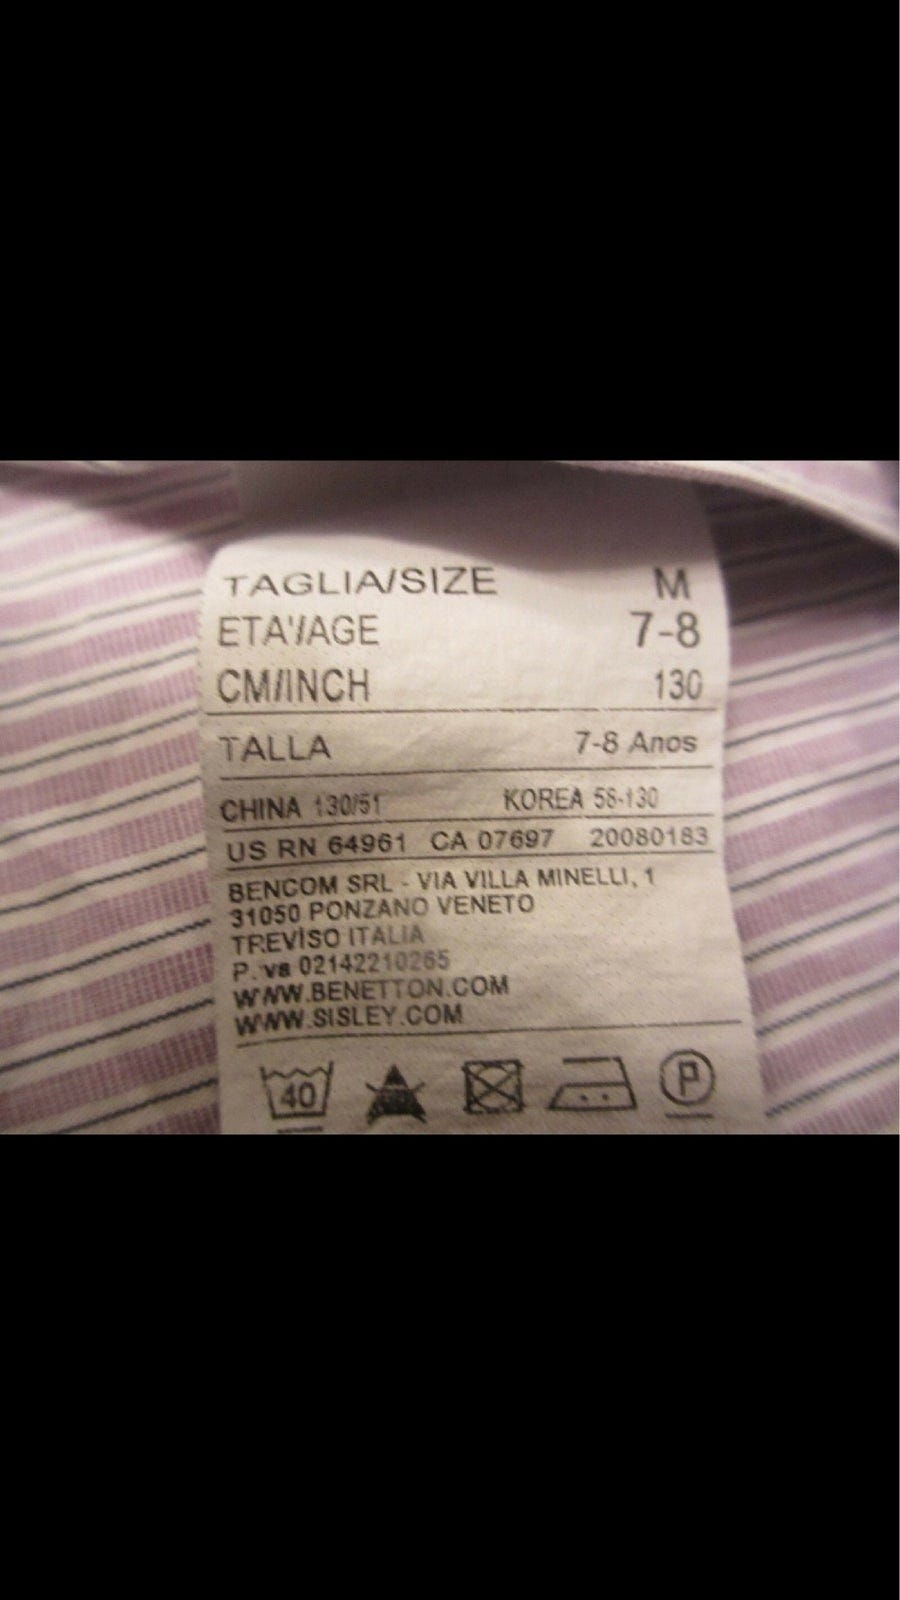 TAGLIA/SIZE M
ETA'/AGE 7-8
CM/INCH 130
TALLA 7-8 Anos
CHINA 130/51 KOREA 58-130
US RN 64961 CA 07697 20080183
BENCOM SRL - VIA VILLA MINELLI, 1
31050 PONZANO VENETO
TREVISO ITALIA
P. va 02142210265
WWW.BENETTON.COM
WWW.SISLEY.COM
40 P